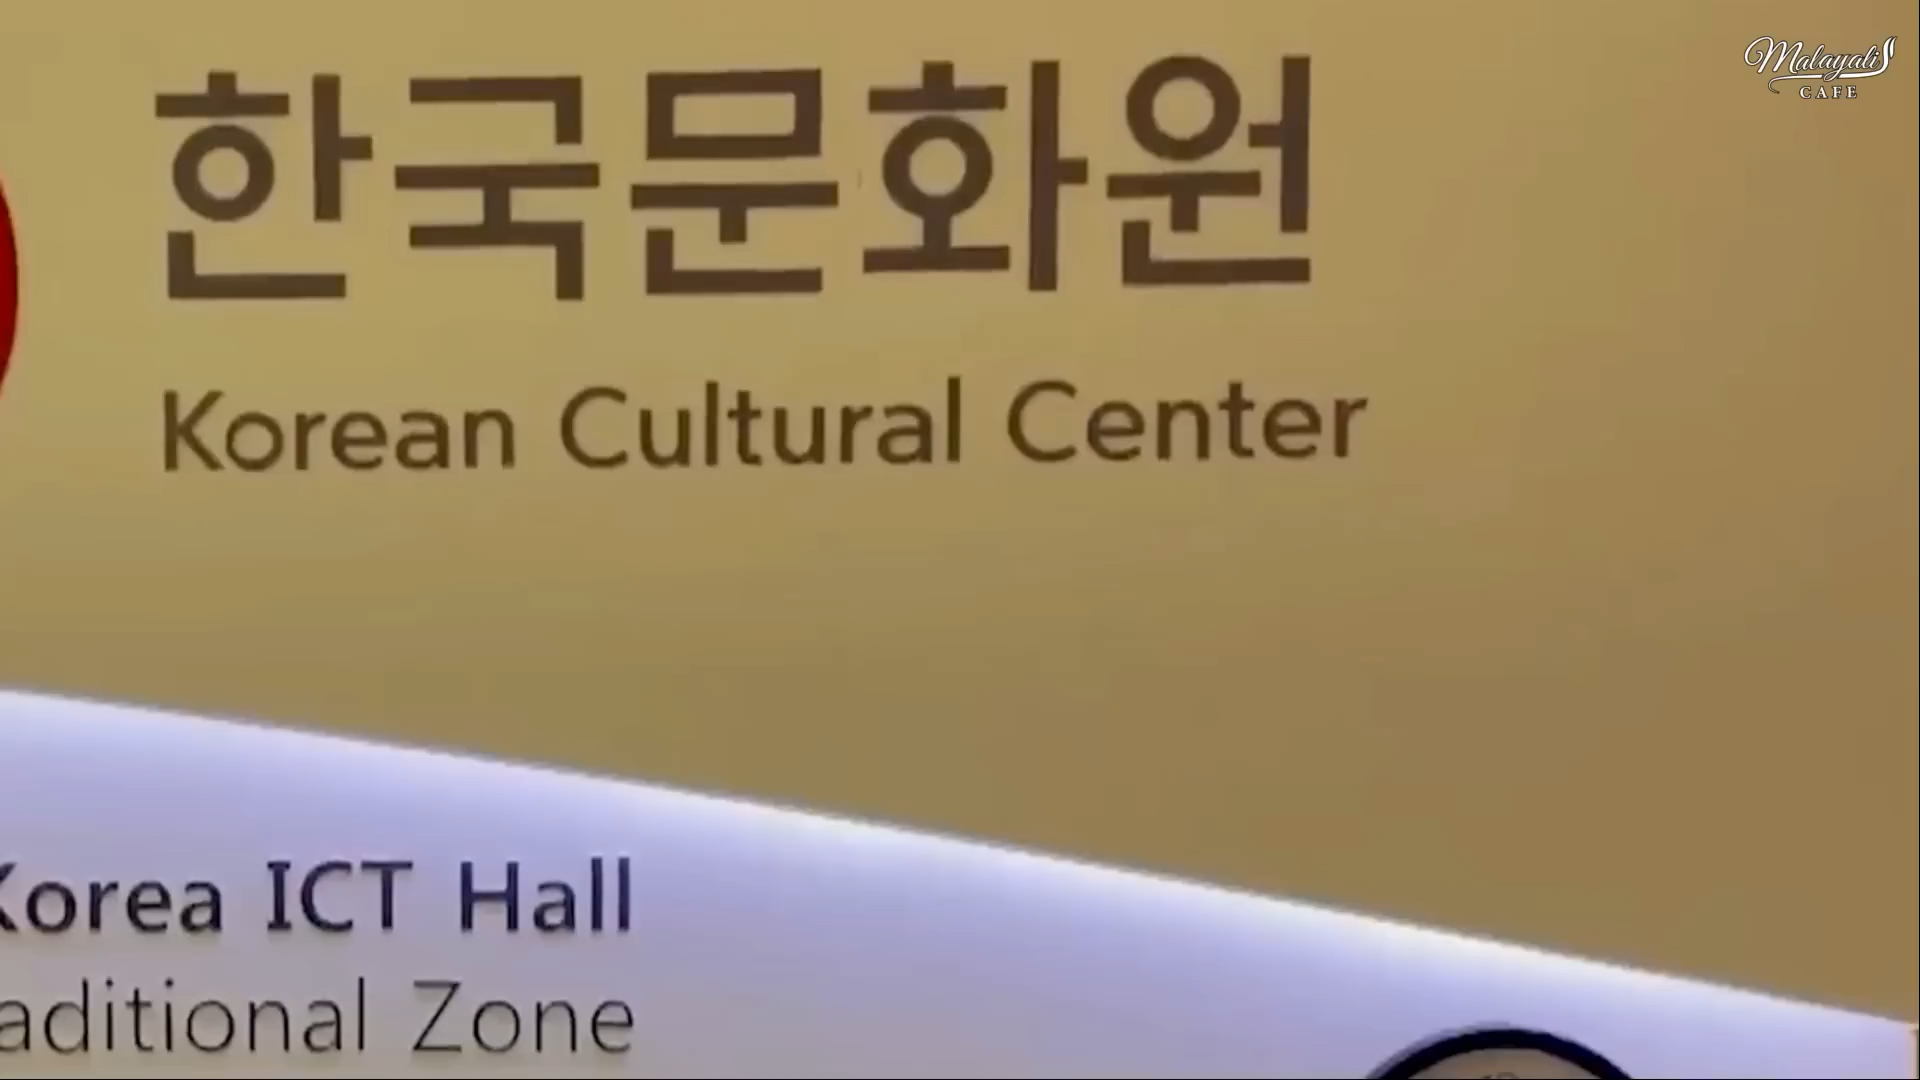 Malayali
CAFE
한국문화원
Korean Cultural Center
Korea ICT Hall
aditional Zone